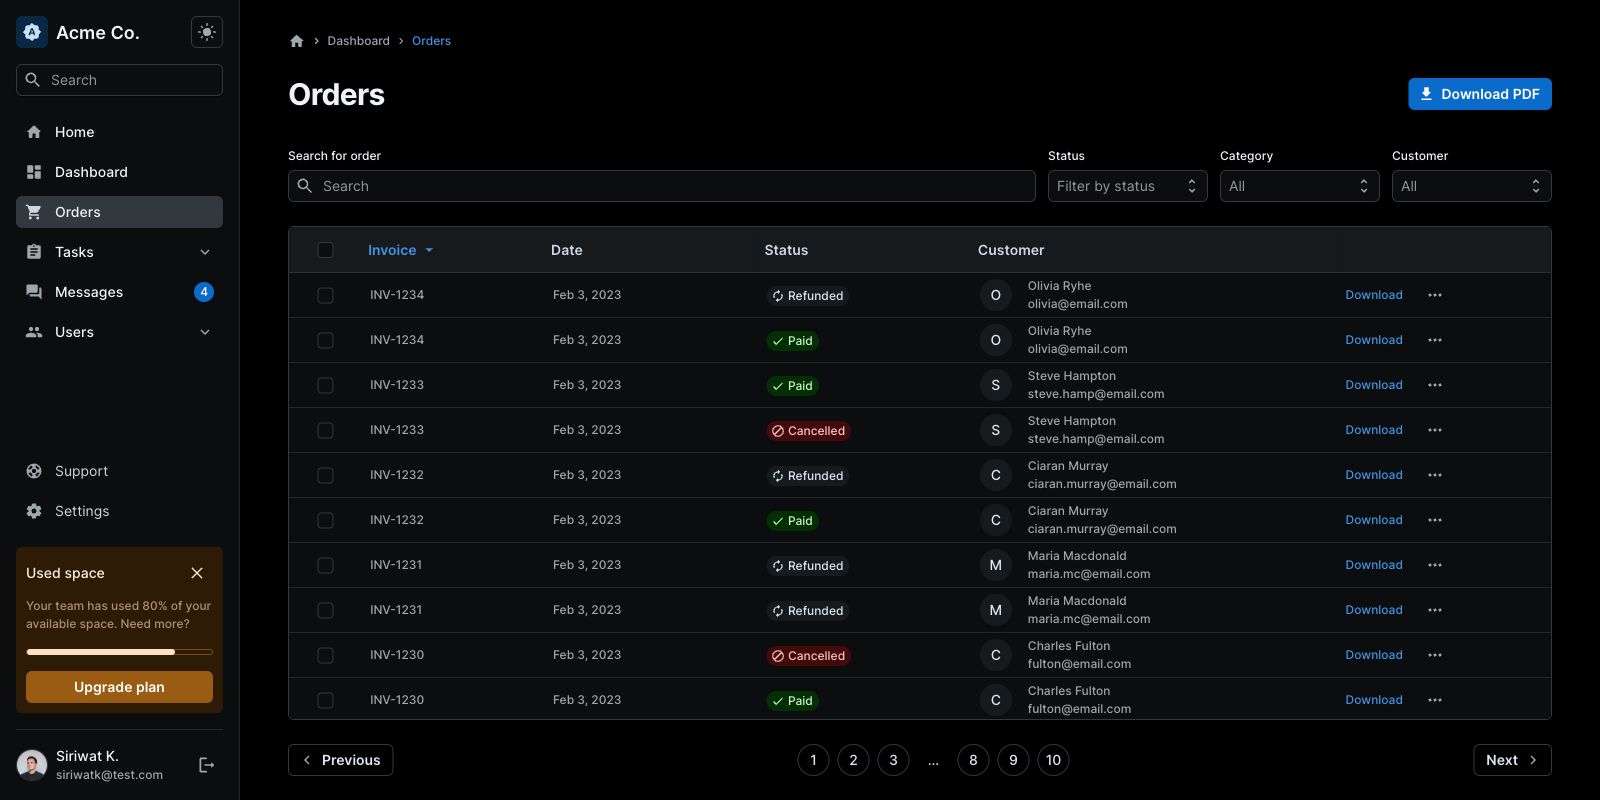 Acme Co.
Search
Home
Dashboard
Orders
Tasks
Messages 4
Users
Support
Settings
Used space
Your team has used 80% of your
available space. Need more?
Upgrade plan
Siriwat K.
siriwatk@test.com
Dashboard Orders
Orders
Download PDF
Search for order Status Category Customer
Search Filter by status All All
Invoice Date Status Customer
INV-1234 Feb 3, 2023 Refunded O Olivia Ryhe Download
olivia@email.com
INV-1234 Feb 3, 2023 Paid O Olivia Ryhe Download
olivia@email.com
INV-1233 Feb 3, 2023 Paid S Steve Hampton Download
steve.hamp@email.com
INV-1233 Feb 3, 2023 Cancelled S Steve Hampton Download
steve.hamp@email.com
INV-1232 Feb 3, 2023 Refunded C Ciaran Murray Download
ciaran.murray@email.com
INV-1232 Feb 3, 2023 Paid C Ciaran Murray Download
ciaran.murray@email.com
INV-1231 Feb 3, 2023 Refunded M Maria Macdonald Download
maria.mc@email.com
INV-1231 Feb 3, 2023 Refunded M Maria Macdonald Download
maria.mc@email.com
INV-1230 Feb 3, 2023 Cancelled C Charles Fulton Download
fulton@email.com
INV-1230 Feb 3, 2023 Paid C Charles Fulton Download
fulton@email.com
Previous 1 2 3 ... 8 9 10 Next